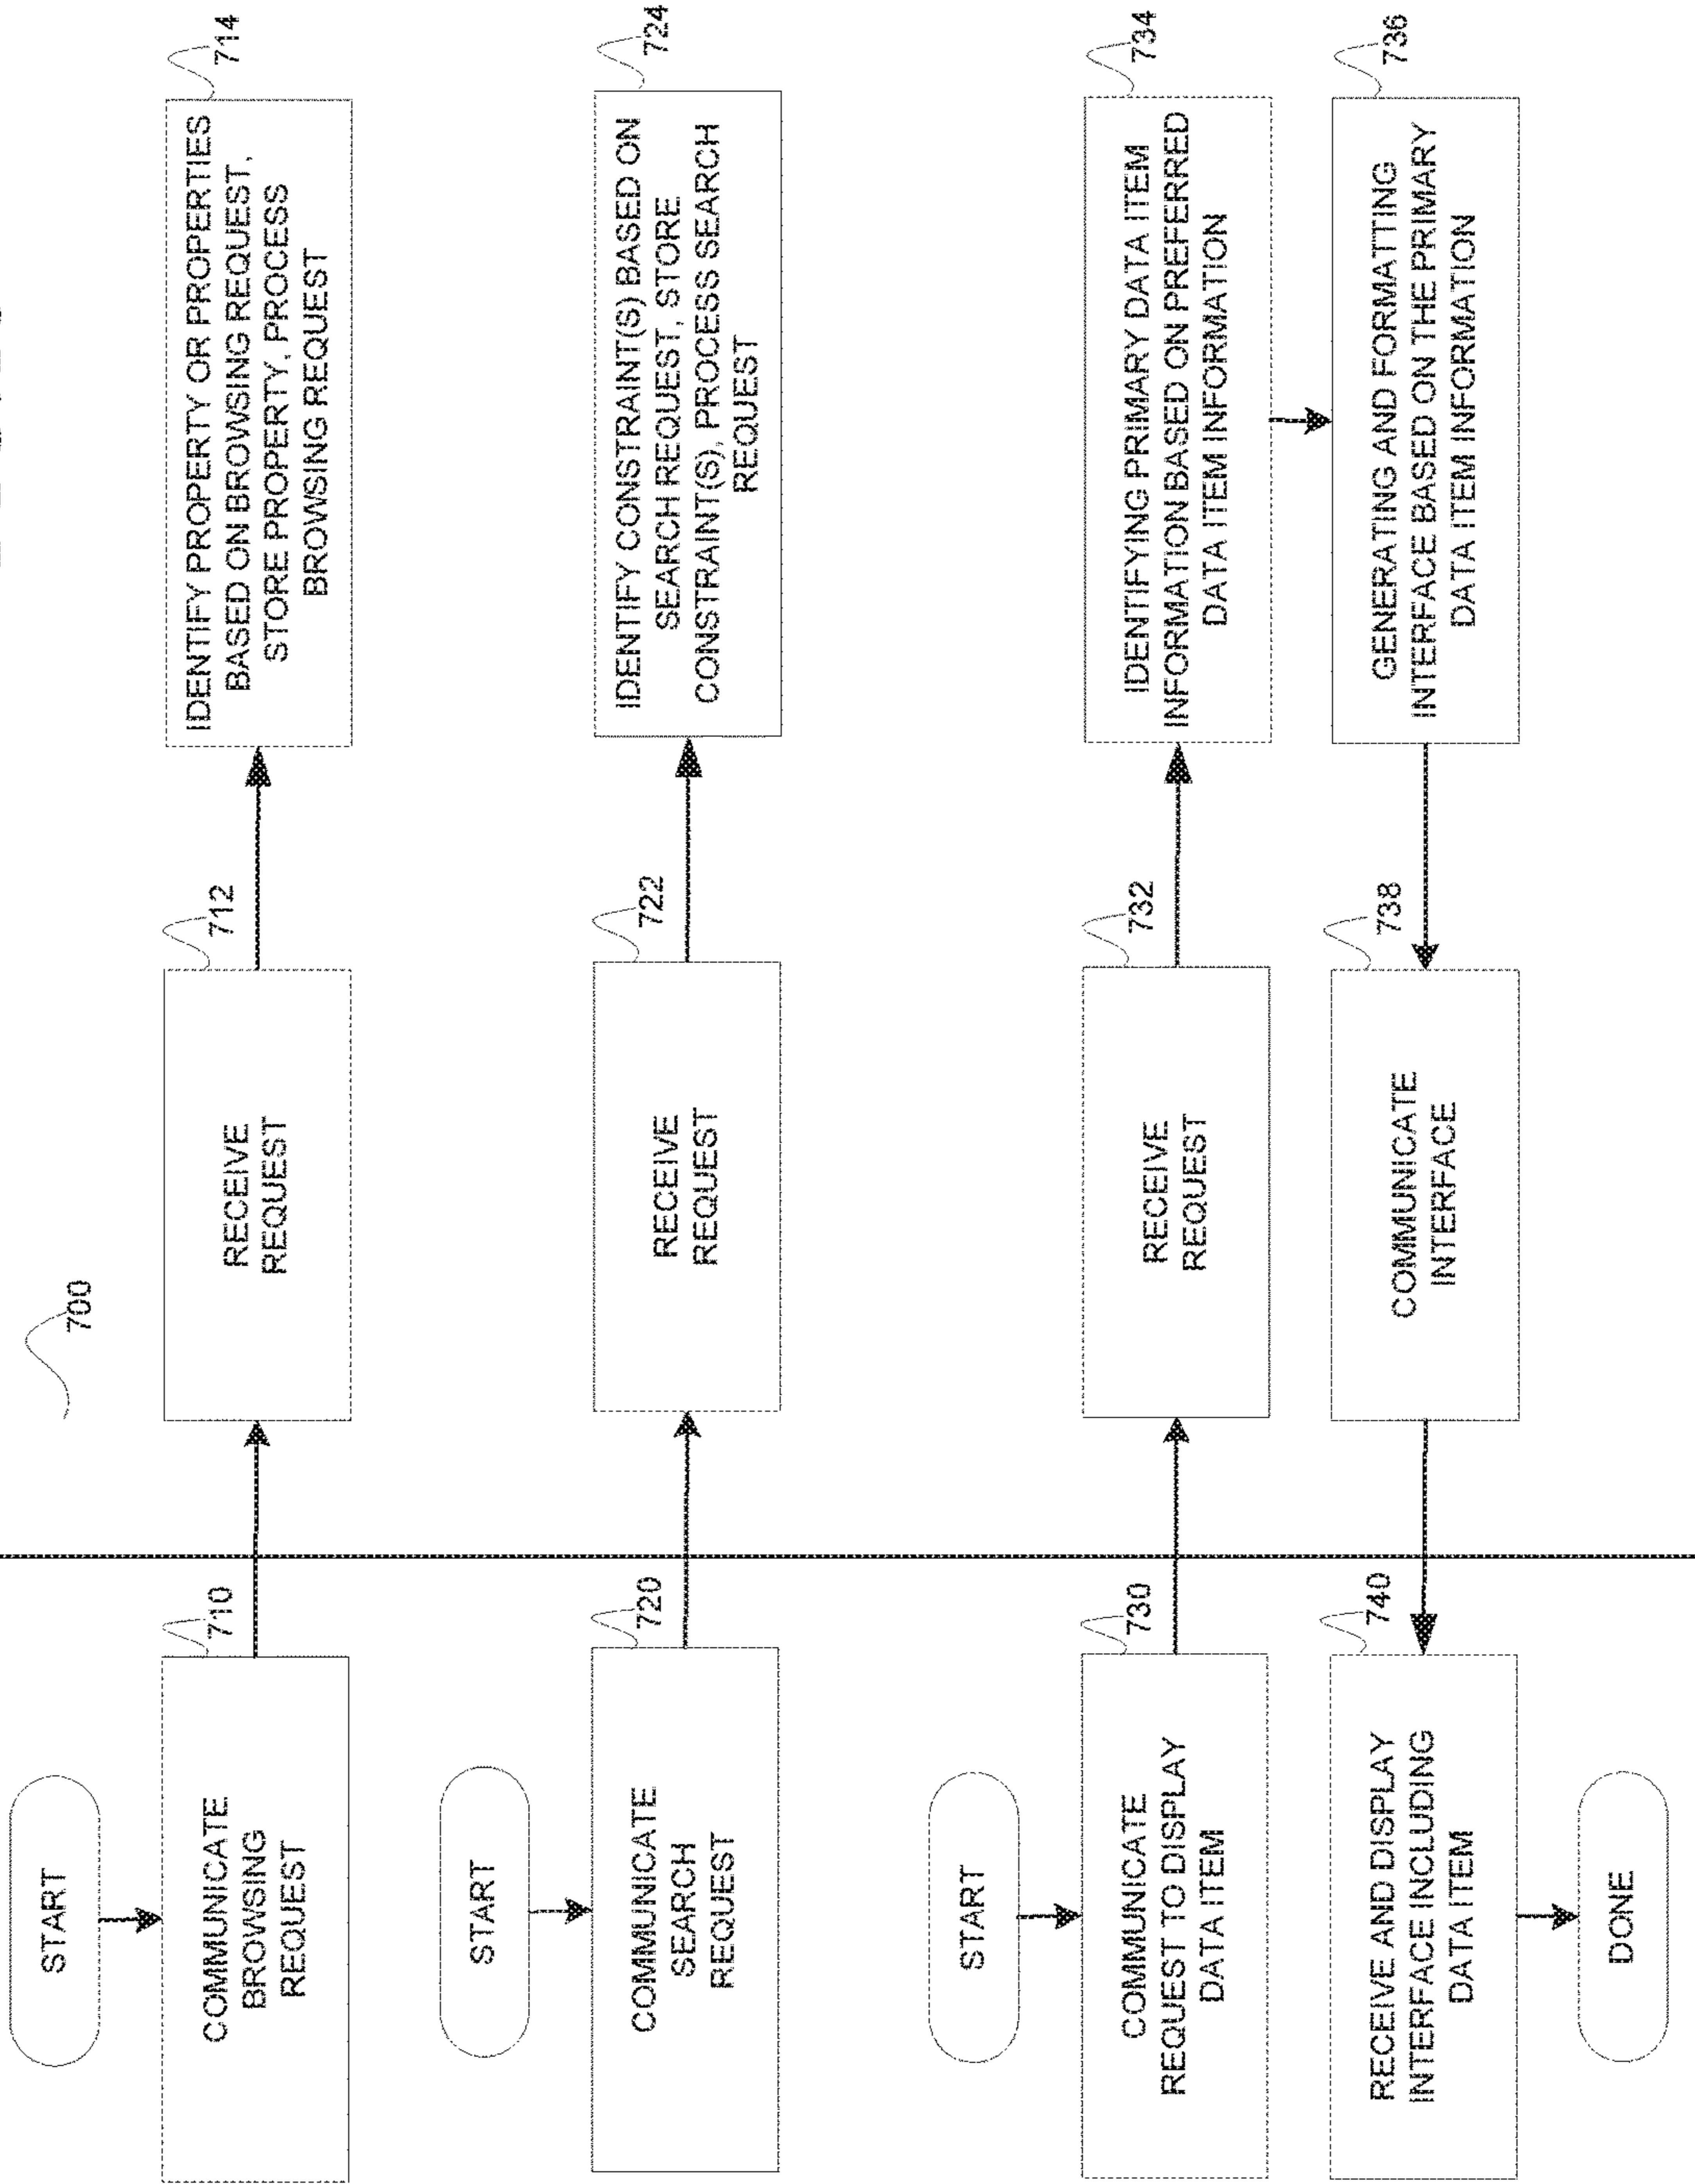 700
START
COMMUNICATE
BROWSING
REQUEST
710
RECEIVE
REQUEST
712
IDENTIFY PROPERTY OR PROPERTIES
BASED ON BROWSING REQUEST,
STORE PROPERTY, PROCESS
BROWSING REQUEST
714
START
COMMUNICATE
SEARCH
REQUEST
720
RECEIVE
REQUEST
722
IDENTIFY CONSTRAINT(S) BASED ON
SEARCH REQUEST, STORE
CONSTRAINT(S), PROCESS SEARCH
REQUEST
724
START
COMMUNICATE
REQUEST TO DISPLAY
DATA ITEM
730
RECEIVE
REQUEST
732
IDENTIFYING PRIMARY DATA ITEM
INFORMATION BASED ON PREFERRED
DATA ITEM INFORMATION
734
GENERATING AND FORMATTING
INTERFACE BASED ON THE PRIMARY
DATA ITEM INFORMATION
736
COMMUNICATE
INTERFACE
738
RECEIVE AND DISPLAY
INTERFACE INCLUDING
DATA ITEM
740
DONE